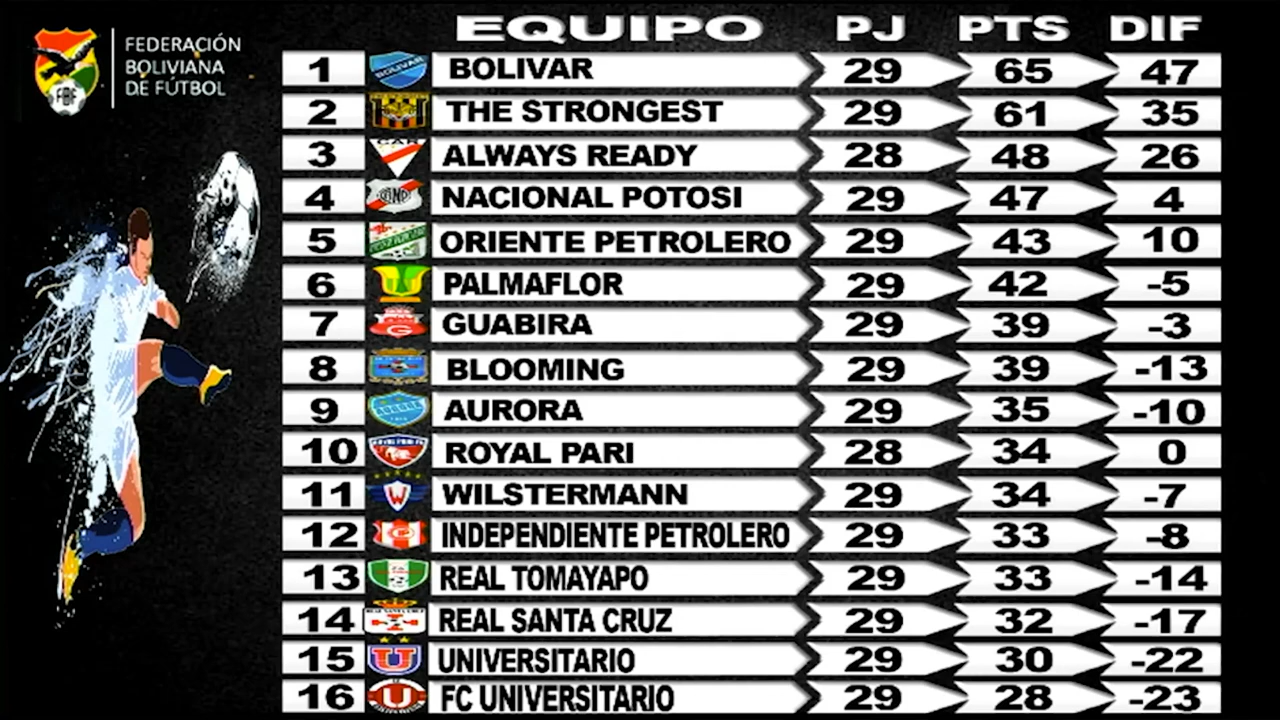 FEDERACIÓN
BOLIVIANA
DE FÚTBOL
FBF
EQUIPO PJ PTS DIF
1 BOLIVAR BOLIVAR 29 65 47
2 THE STRONGEST 29 61 35
3 CAR ALWAYS READY 28 48 26
4 CINP NACIONAL POTOSI 29 47 4
5 ORIENTE PETROLERO 29 43 10
6 PALMAFLOR 29 42 -5
7 G GUABIRA 29 39 -3
8 BLOOMING 29 39 -13
9 AURORA AURORA 29 35 -10
10 ROYAL PARI 28 34 0
11 W WILSTERMANN 29 34 -7
12 INDEPENDIENTE PETROLERO 29 33 -8
13 REAL TOMAYAPO 29 33 -14
14 REAL SANTA CRUZ 29 32 -17
15 U UNIVERSITARIO 29 30 -22
16 U FC UNIVERSITARIO 29 28 -23